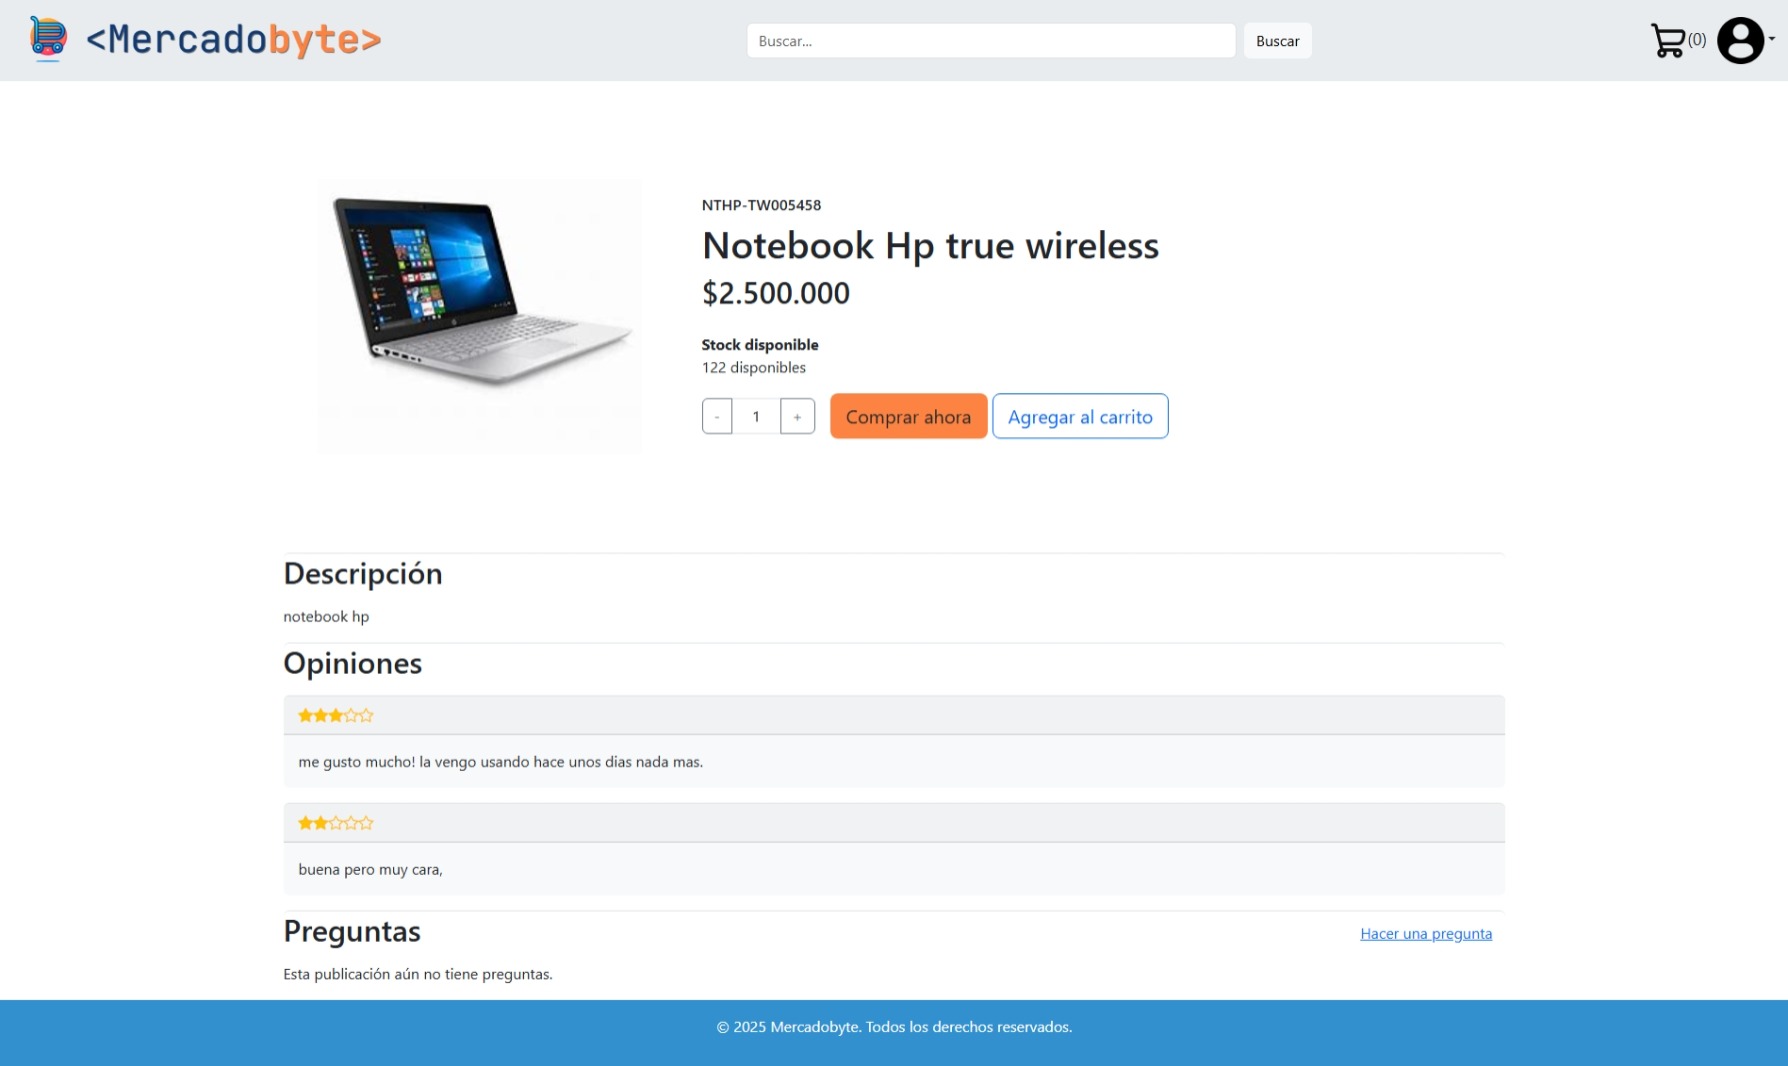 <Mercadobyte>
Buscar...
Buscar
(0)
NTHP-TW005458
Notebook Hp true wireless
$2.500.000
Stock disponible
122 disponibles
- 1 +
Comprar ahora
Agregar al carrito
Descripción
notebook hp
Opiniones
me gusto mucho! la vengo usando hace unos dias nada mas.
buena pero muy cara,
Preguntas
Hacer una pregunta
Esta publicación aún no tiene preguntas.
© 2025 Mercadobyte. Todos los derechos reservados.